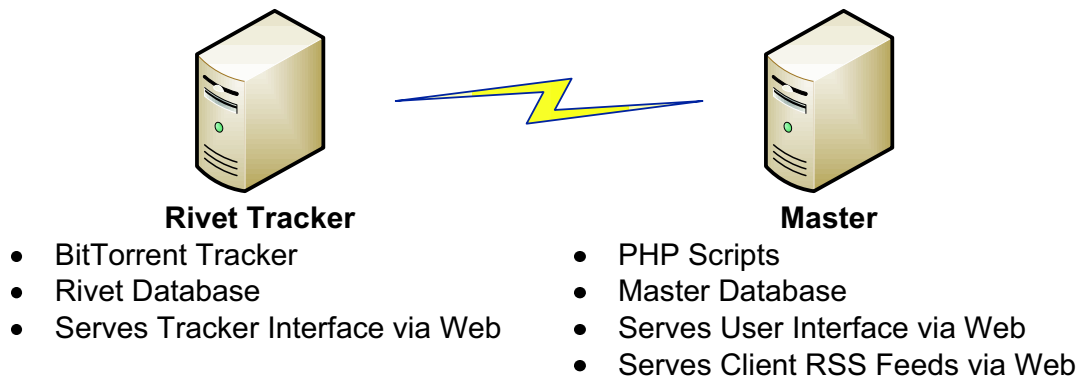 Rivet Tracker
• BitTorrent Tracker
• Rivet Database
• Serves Tracker Interface via Web
Master
• PHP Scripts
• Master Database
• Serves User Interface via Web
• Serves Client RSS Feeds via Web